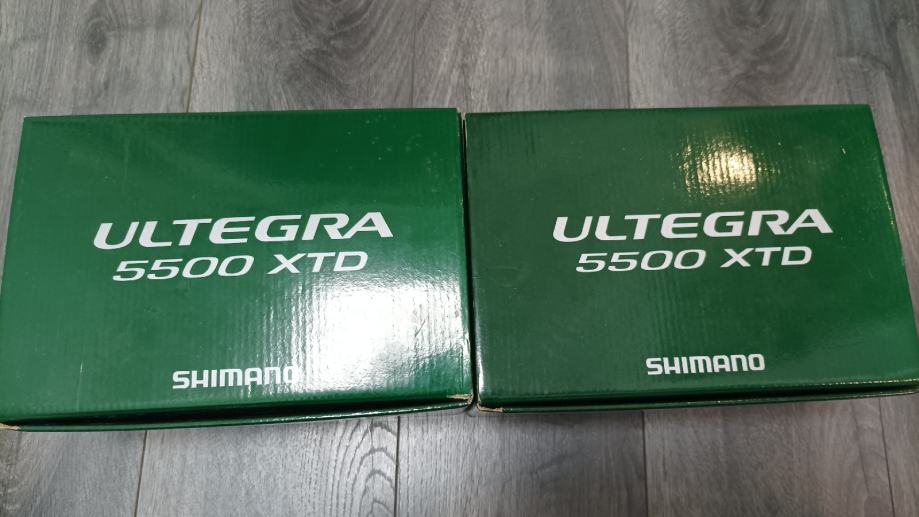 ULTEGRA
5500 XTD
SHIMANO
ULTEGRA
5500 XTD
SHIMANO